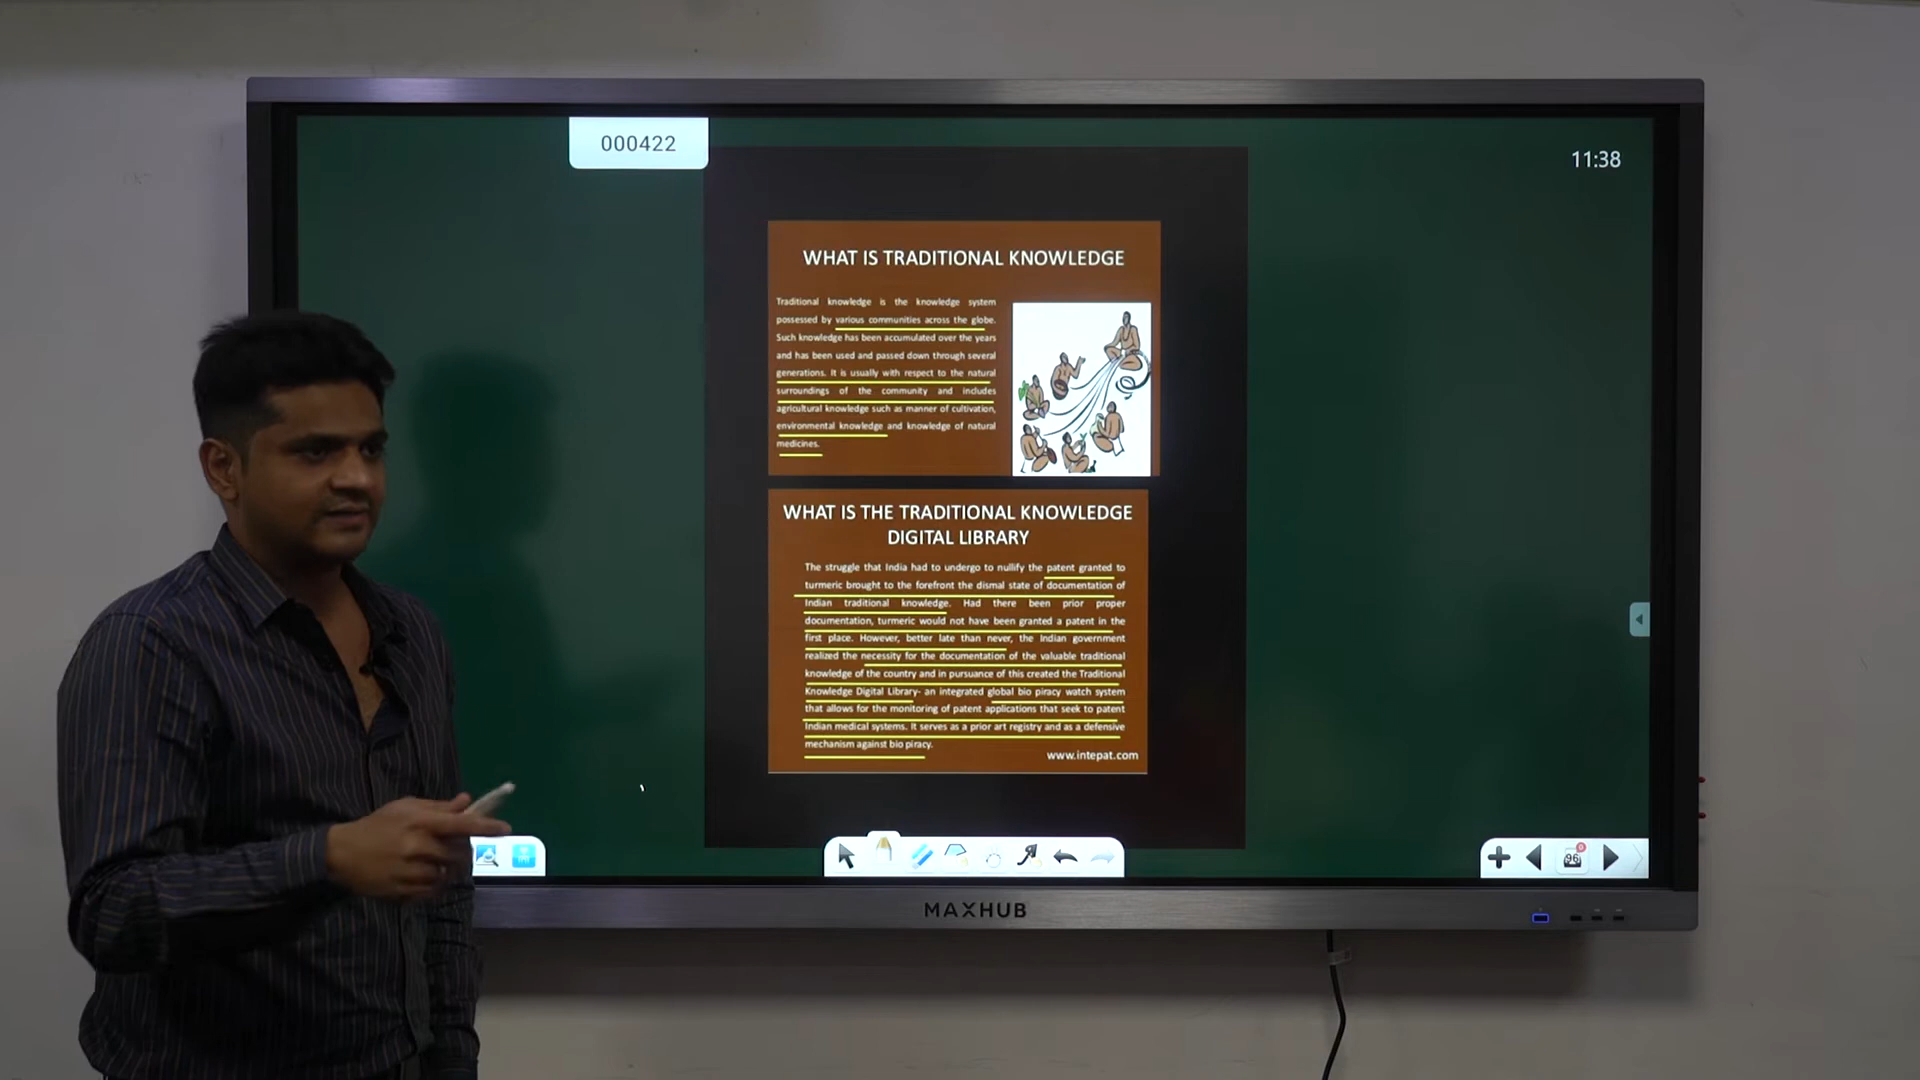 000422
11:38
WHAT IS TRADITIONAL KNOWLEDGE
Traditional knowledge is the knowledge system
possessed by various communities across the globe.
Such knowledge has been accumulated over the years
and has been used and passed down through several
generations. It is usually with respect to the natural
surroundings of the community and includes
agricultural knowledge such as manner of cultivation,
environmental knowledge and knowledge of natural
medicines.
WHAT IS THE TRADITIONAL KNOWLEDGE
DIGITAL LIBRARY
The struggle that India had to undergo to nullify the patent granted to
turmeric brought to the forefront the dismal state of documentation of
Indian traditional knowledge. Had there been prior proper
documentation, turmeric would not have been granted a patent in the
first place. However, better late than never, the Indian government
realized the necessity for the documentation of the valuable traditional
knowledge of the country and in pursuance of this created the Traditional
Knowledge Digital Library- an integrated global bio piracy watch system
that allows for the monitoring of patent applications that seek to patent
Indian medical systems. It serves as a prior art registry and as a defensive
mechanism against bio piracy.
www.intepat.com
96
MAXHUB